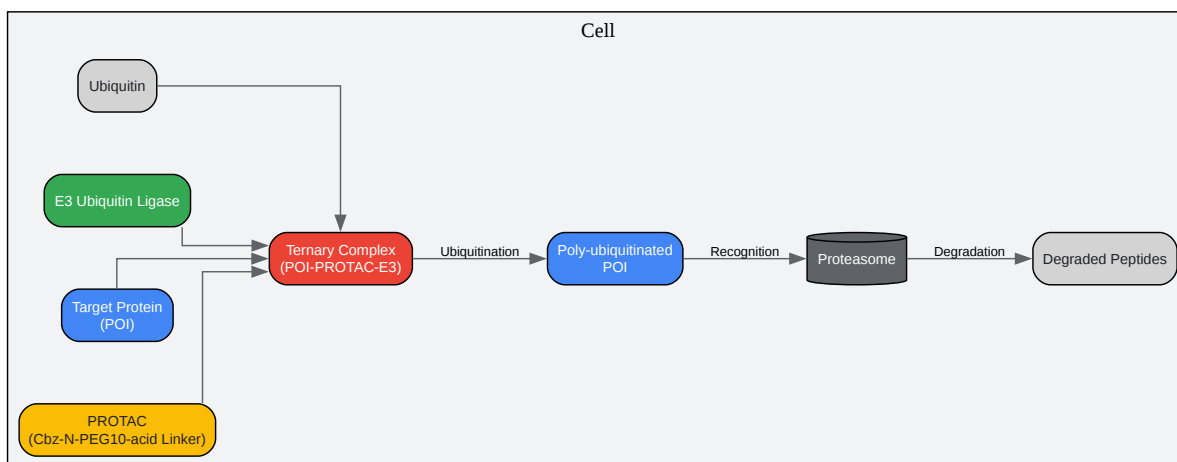 Cell
Ubiquitin
E3 Ubiquitin Ligase
Target Protein
(POI)
PROTAC
(Cbz-N-PEG10-acid Linker)
Ternary Complex
(POI-PROTAC-E3)
Ubiquitination
Poly-ubiquitinated
POI
Recognition
Proteasome
Degradation
Degraded Peptides